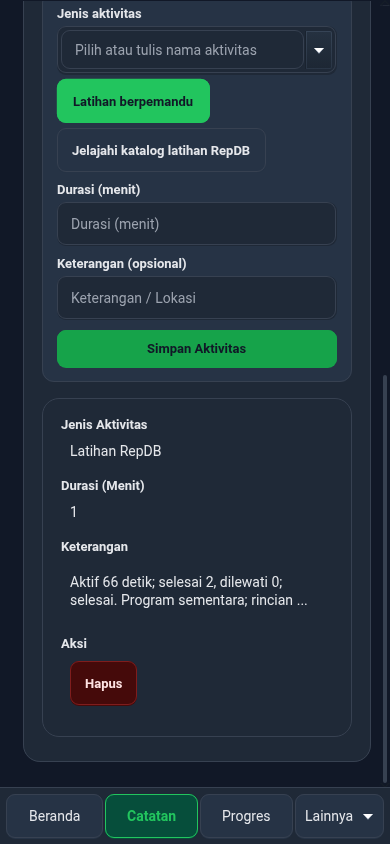 Jenis aktivitas
Pilih atau tulis nama aktivitas
Latihan berpemandu
Jelajahi katalog latihan RepDB
Durasi (menit)
Durasi (menit)
Keterangan (opsional)
Keterangan / Lokasi
Simpan Aktivitas
Jenis Aktivitas
Latihan RepDB
Durasi (Menit)
1
Keterangan
Aktif 66 detik; selesai 2, dilewati 0;
selesai. Program sementara; rincian ...
Aksi
Hapus
Beranda
Catatan
Progres
Lainnya